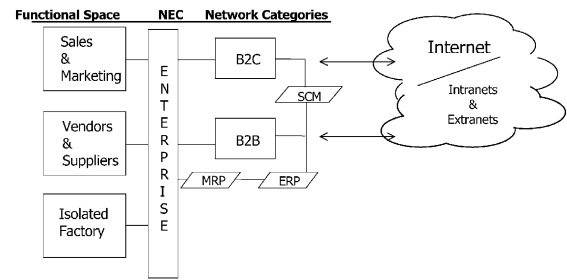 Functional Space NEC Network Categories
Sales
&
Marketing
Vendors
&
Suppliers
Isolated
Factory
ENTERPRISE
B2C
SCM
B2B
MRP
ERP
Internet
Intranets
&
Extranets